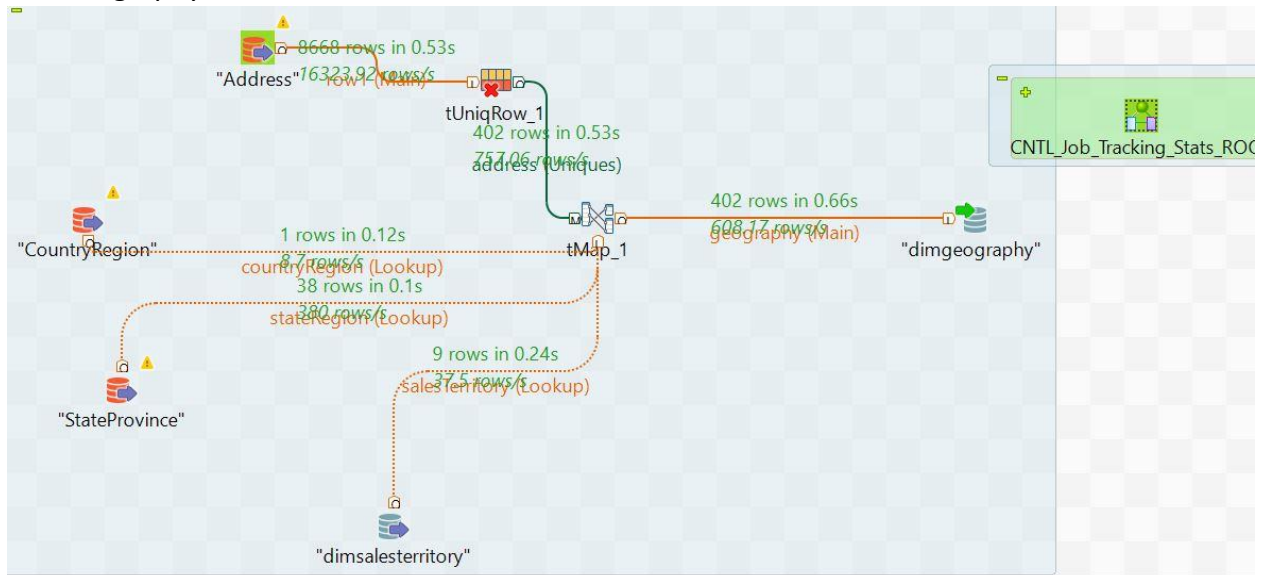 8668 rows in 0.53s
"Address"
16323.92 rows/s
row1 (Main)
tUniqRow_1
402 rows in 0.53s
757.06 rows/s
address (Uniques)
CNTL_Job_Tracking_Stats_ROO
402 rows in 0.66s
608.17 rows/s
geography (Main)
"CountryRegion"
1 rows in 0.12s
8.7 rows/s
countryRegion (Lookup)
tMap_1
"dimgeography"
38 rows in 0.1s
380 rows/s
stateRegion (Lookup)
9 rows in 0.24s
37.5 rows/s
salesTerritory (Lookup)
"StateProvince"
"dimsalesterritory"